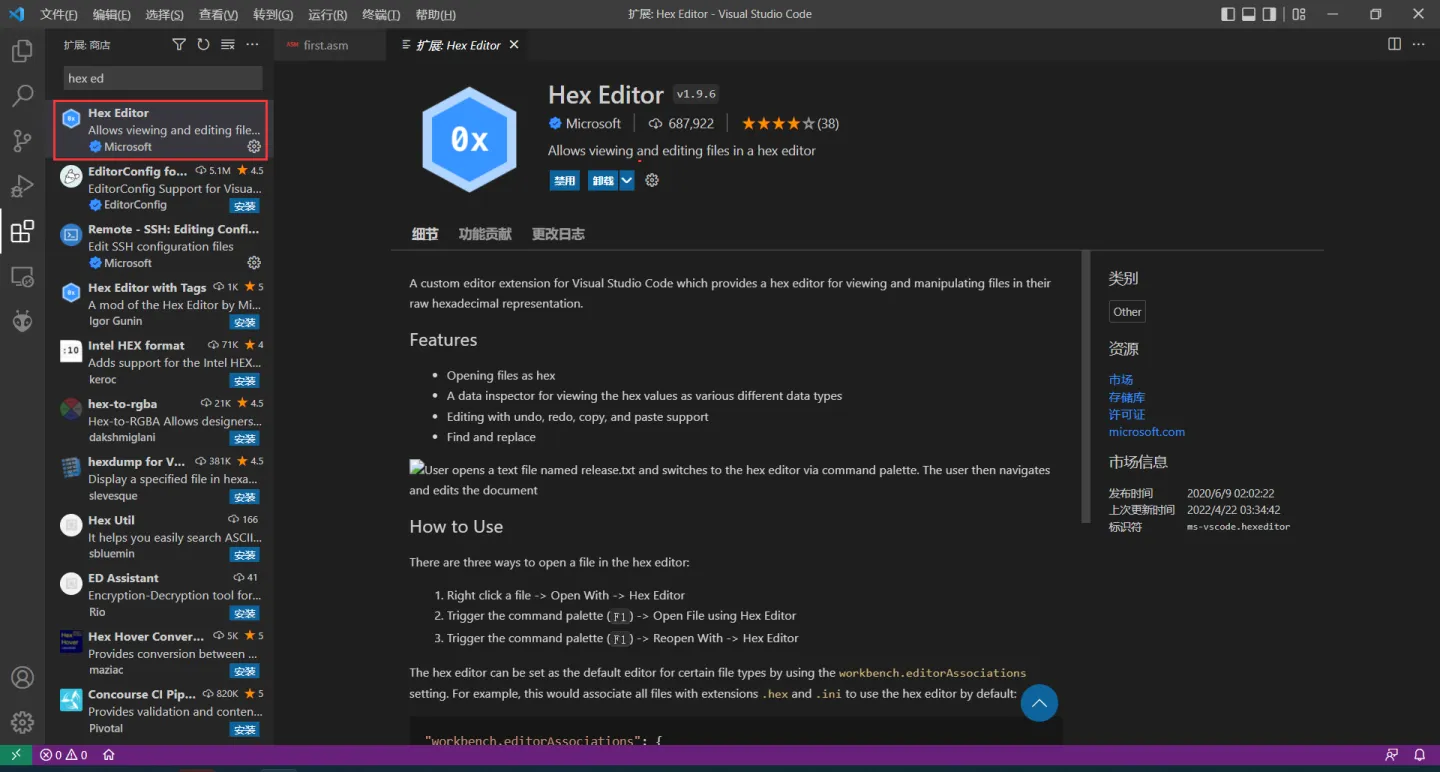 文件(F) 编辑(E) 选择(S) 查看(V) 转到(G) 运行(R) 终端(T) 帮助(H)
扩展: Hex Editor - Visual Studio Code
扩展: 商店
hex ed
Hex Editor
Allows viewing and editing file...
Microsoft
EditorConfig fo... 5.1M 4.5
EditorConfig Support for Visua...
EditorConfig 安装
Remote - SSH: Editing Confi...
Edit SSH configuration files
Microsoft
Hex Editor with Tags 1K 5
A mod of the Hex Editor by Mi...
Igor Gunin 安装
:10
Intel HEX format 71K 4
Adds support for the Intel HEX...
keroc 安装
hex-to-rgba 21K 4.5
Hex-to-RGBA Allows designers...
dakshmiglani 安装
hexdump for V... 381K 4.5
Display a specified file in hexa...
slevesque 安装
Hex Util 166
It helps you easily search ASCII...
sbluemin 安装
ED Assistant 41
Encryption-Decryption tool for...
Rio 安装
Hex Hover Conver... 5K 5
Provides conversion between ...
maziac 安装
Concourse CI Pip... 820K 5
Provides validation and conten...
Pivotal 安装
ASM first.asm
扩展: Hex Editor
0x
Hex Editor v1.9.6
Microsoft 687,922 (38)
Allows viewing and editing files in a hex editor
禁用 卸载
细节 功能贡献 更改日志
A custom editor extension for Visual Studio Code which provides a hex editor for viewing and manipulating files in their
raw hexadecimal representation.
Features
• Opening files as hex
• A data inspector for viewing the hex values as various different data types
• Editing with undo, redo, copy, and paste support
• Find and replace
User opens a text file named release.txt and switches to the hex editor via command palette. The user then navigates
and edits the document
How to Use
There are three ways to open a file in the hex editor:
1. Right click a file -> Open With -> Hex Editor
2. Trigger the command palette (F1) -> Open File using Hex Editor
3. Trigger the command palette (F1) -> Reopen With -> Hex Editor
The hex editor can be set as the default editor for certain file types by using the workbench.editorAssociations
setting. For example, this would associate all files with extensions .hex and .ini to use the hex editor by default:
"workbench.editorAssociations": {
类别
Other
资源
市场
存储库
许可证
microsoft.com
市场信息
发布时间 2020/6/9 02:02:22
上次更新时间 2022/4/22 03:34:42
标识符 ms-vscode.hexeditor
0 0